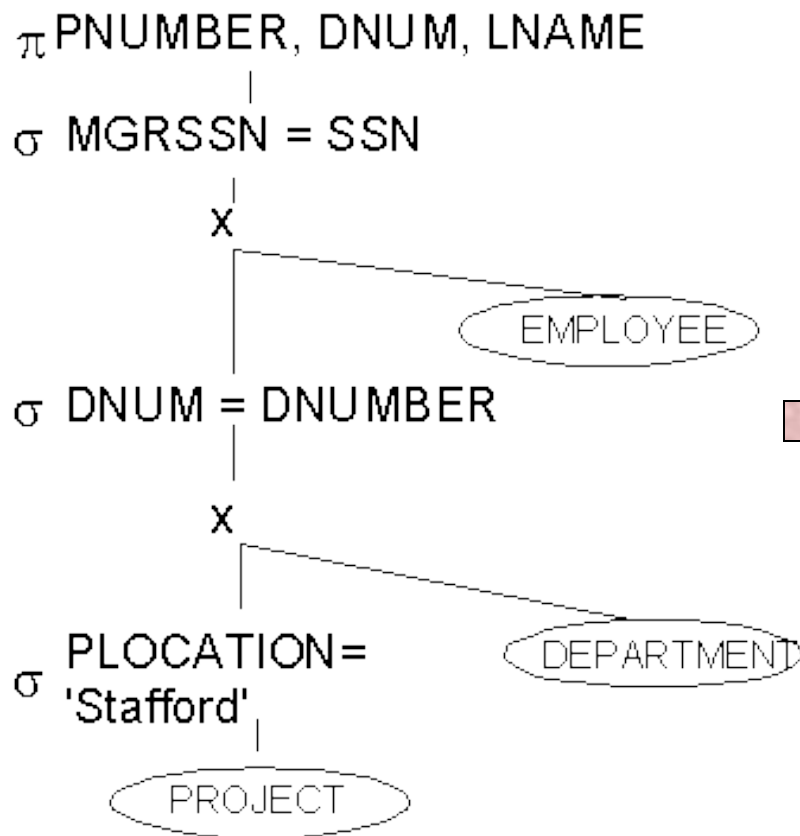 π PNUMBER, DNUM, LNAME
σ MGRSSN = SSN
X
EMPLOYEE
σ DNUM = DNUMBER
X
σ PLOCATION=
'Stafford'
DEPARTMENT
PROJECT